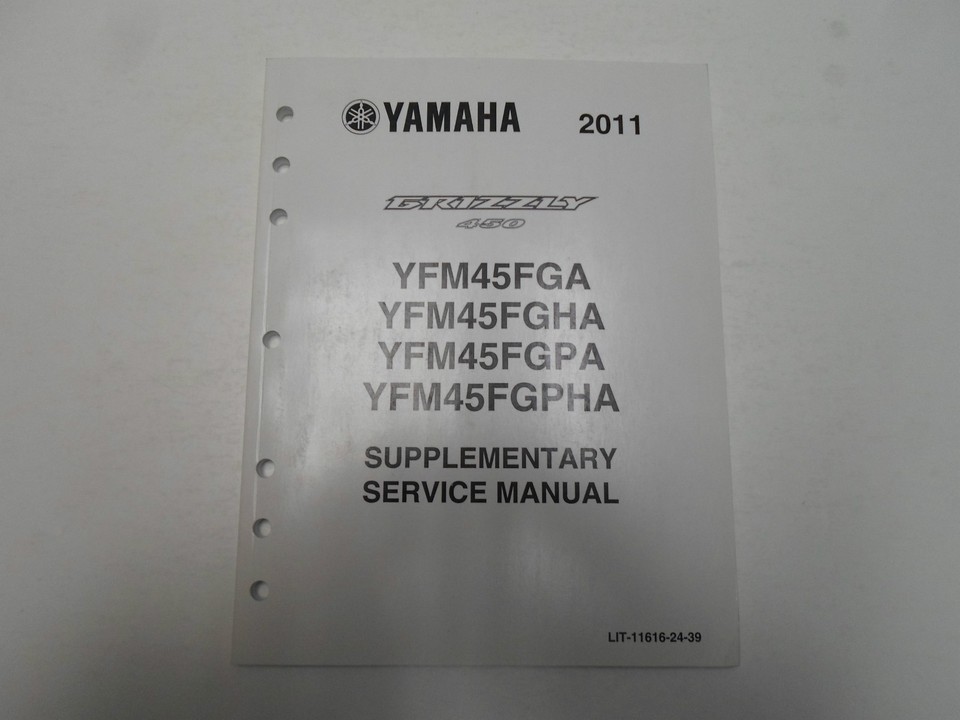 YAMAHA 2011
GRIZZLY
450
YFM45FGA
YFM45FGHA
YFM45FGPA
YFM45FGPHA
SUPPLEMENTARY
SERVICE MANUAL
LIT-11616-24-39